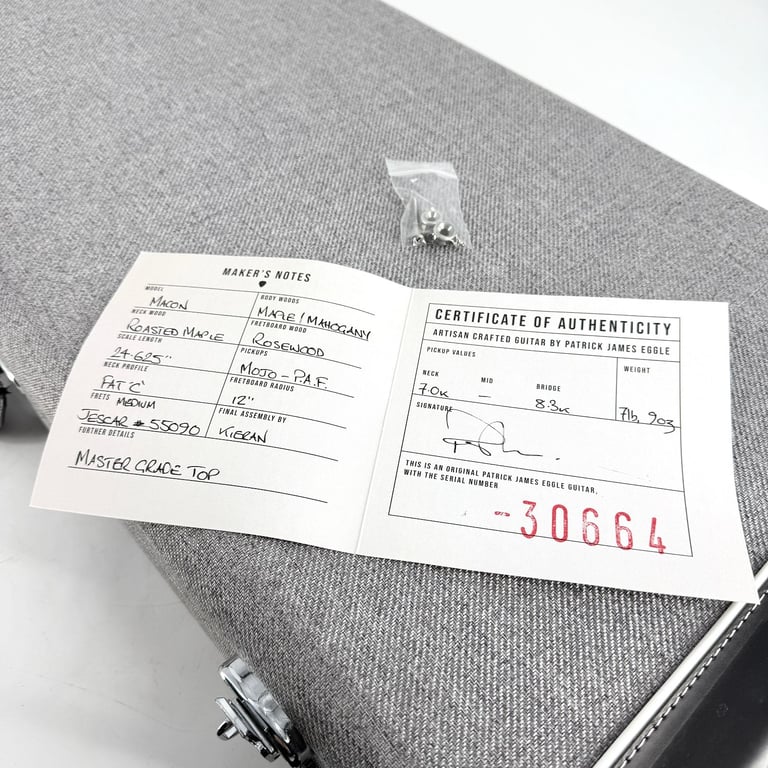 MAKER'S NOTES
MODEL
MACON
BODY WOODS
MAPLE / MAHOGANY
NECK WOOD
ROASTED MAPLE
FRETBOARD WOOD
ROSEWOOD
SCALE LENGTH
24.625"
PICKUPS
MOJO - P.A.F.
NECK PROFILE
FAT 'C'
FRETBOARD RADIUS
12"
FRETS MEDIUM
JESCAR # 55090
FINAL ASSEMBLY BY
KIERAN
FURTHER DETAILS
MASTER GRADE TOP
CERTIFICATE OF AUTHENTICITY
ARTISAN CRAFTED GUITAR BY PATRICK JAMES EGGLE
PICKUP VALUES
WEIGHT
NECK MID BRIDGE
7.0K — 8.3K 7lb, 9oz
SIGNATURE
THIS IS AN ORIGINAL PATRICK JAMES EGGLE GUITAR,
WITH THE SERIAL NUMBER
-30664